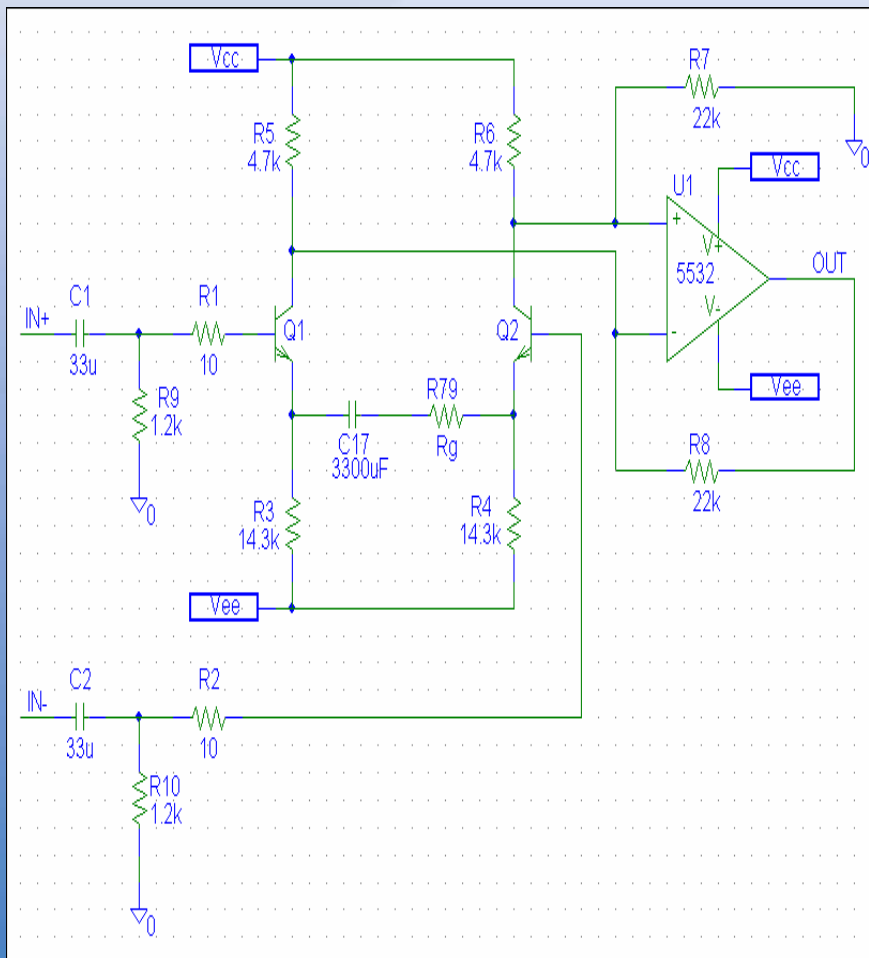 Vcc
R7
22k
0
R5
4.7k
R6
4.7k
Vcc
U1
+
V+
5532
OUT
V-
-
C1
IN+
33u
R1
10
Q1
Q2
Vee
R9
1.2k
0
R79
Rg
C17
3300uF
R8
22k
R3
14.3k
R4
14.3k
Vee
C2
IN-
33u
R2
10
R10
1.2k
0